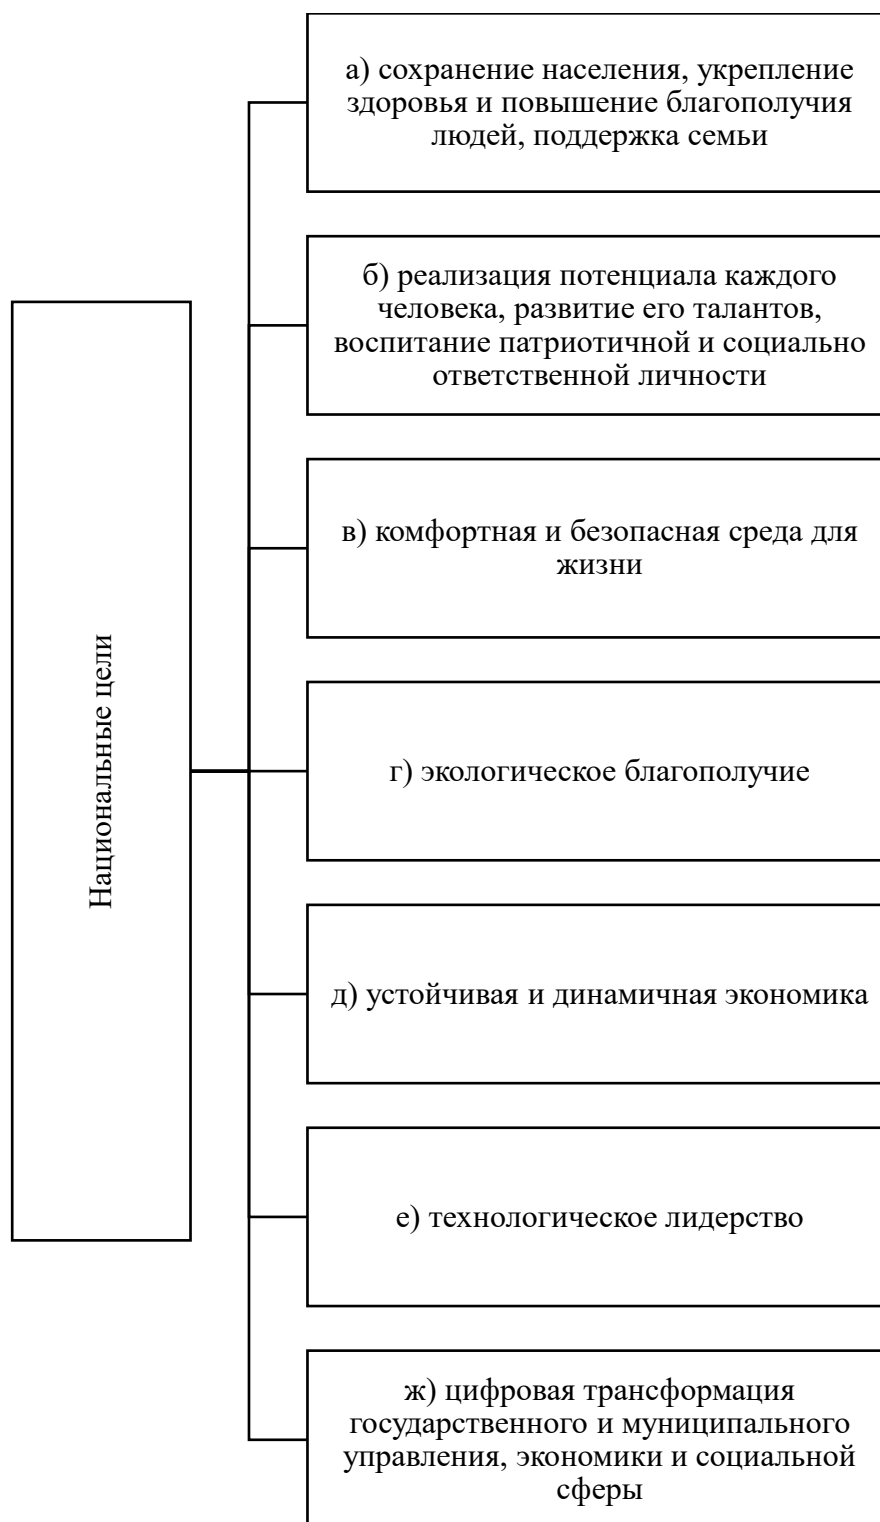 Национальные цели
а) сохранение населения, укрепление
здоровья и повышение благополучия
людей, поддержка семьи
б) реализация потенциала каждого
человека, развитие его талантов,
воспитание патриотичной и социально
ответственной личности
в) комфортная и безопасная среда для
жизни
г) экологическое благополучие
д) устойчивая и динамичная экономика
е) технологическое лидерство
ж) цифровая трансформация
государственного и муниципального
управления, экономики и социальной
сферы